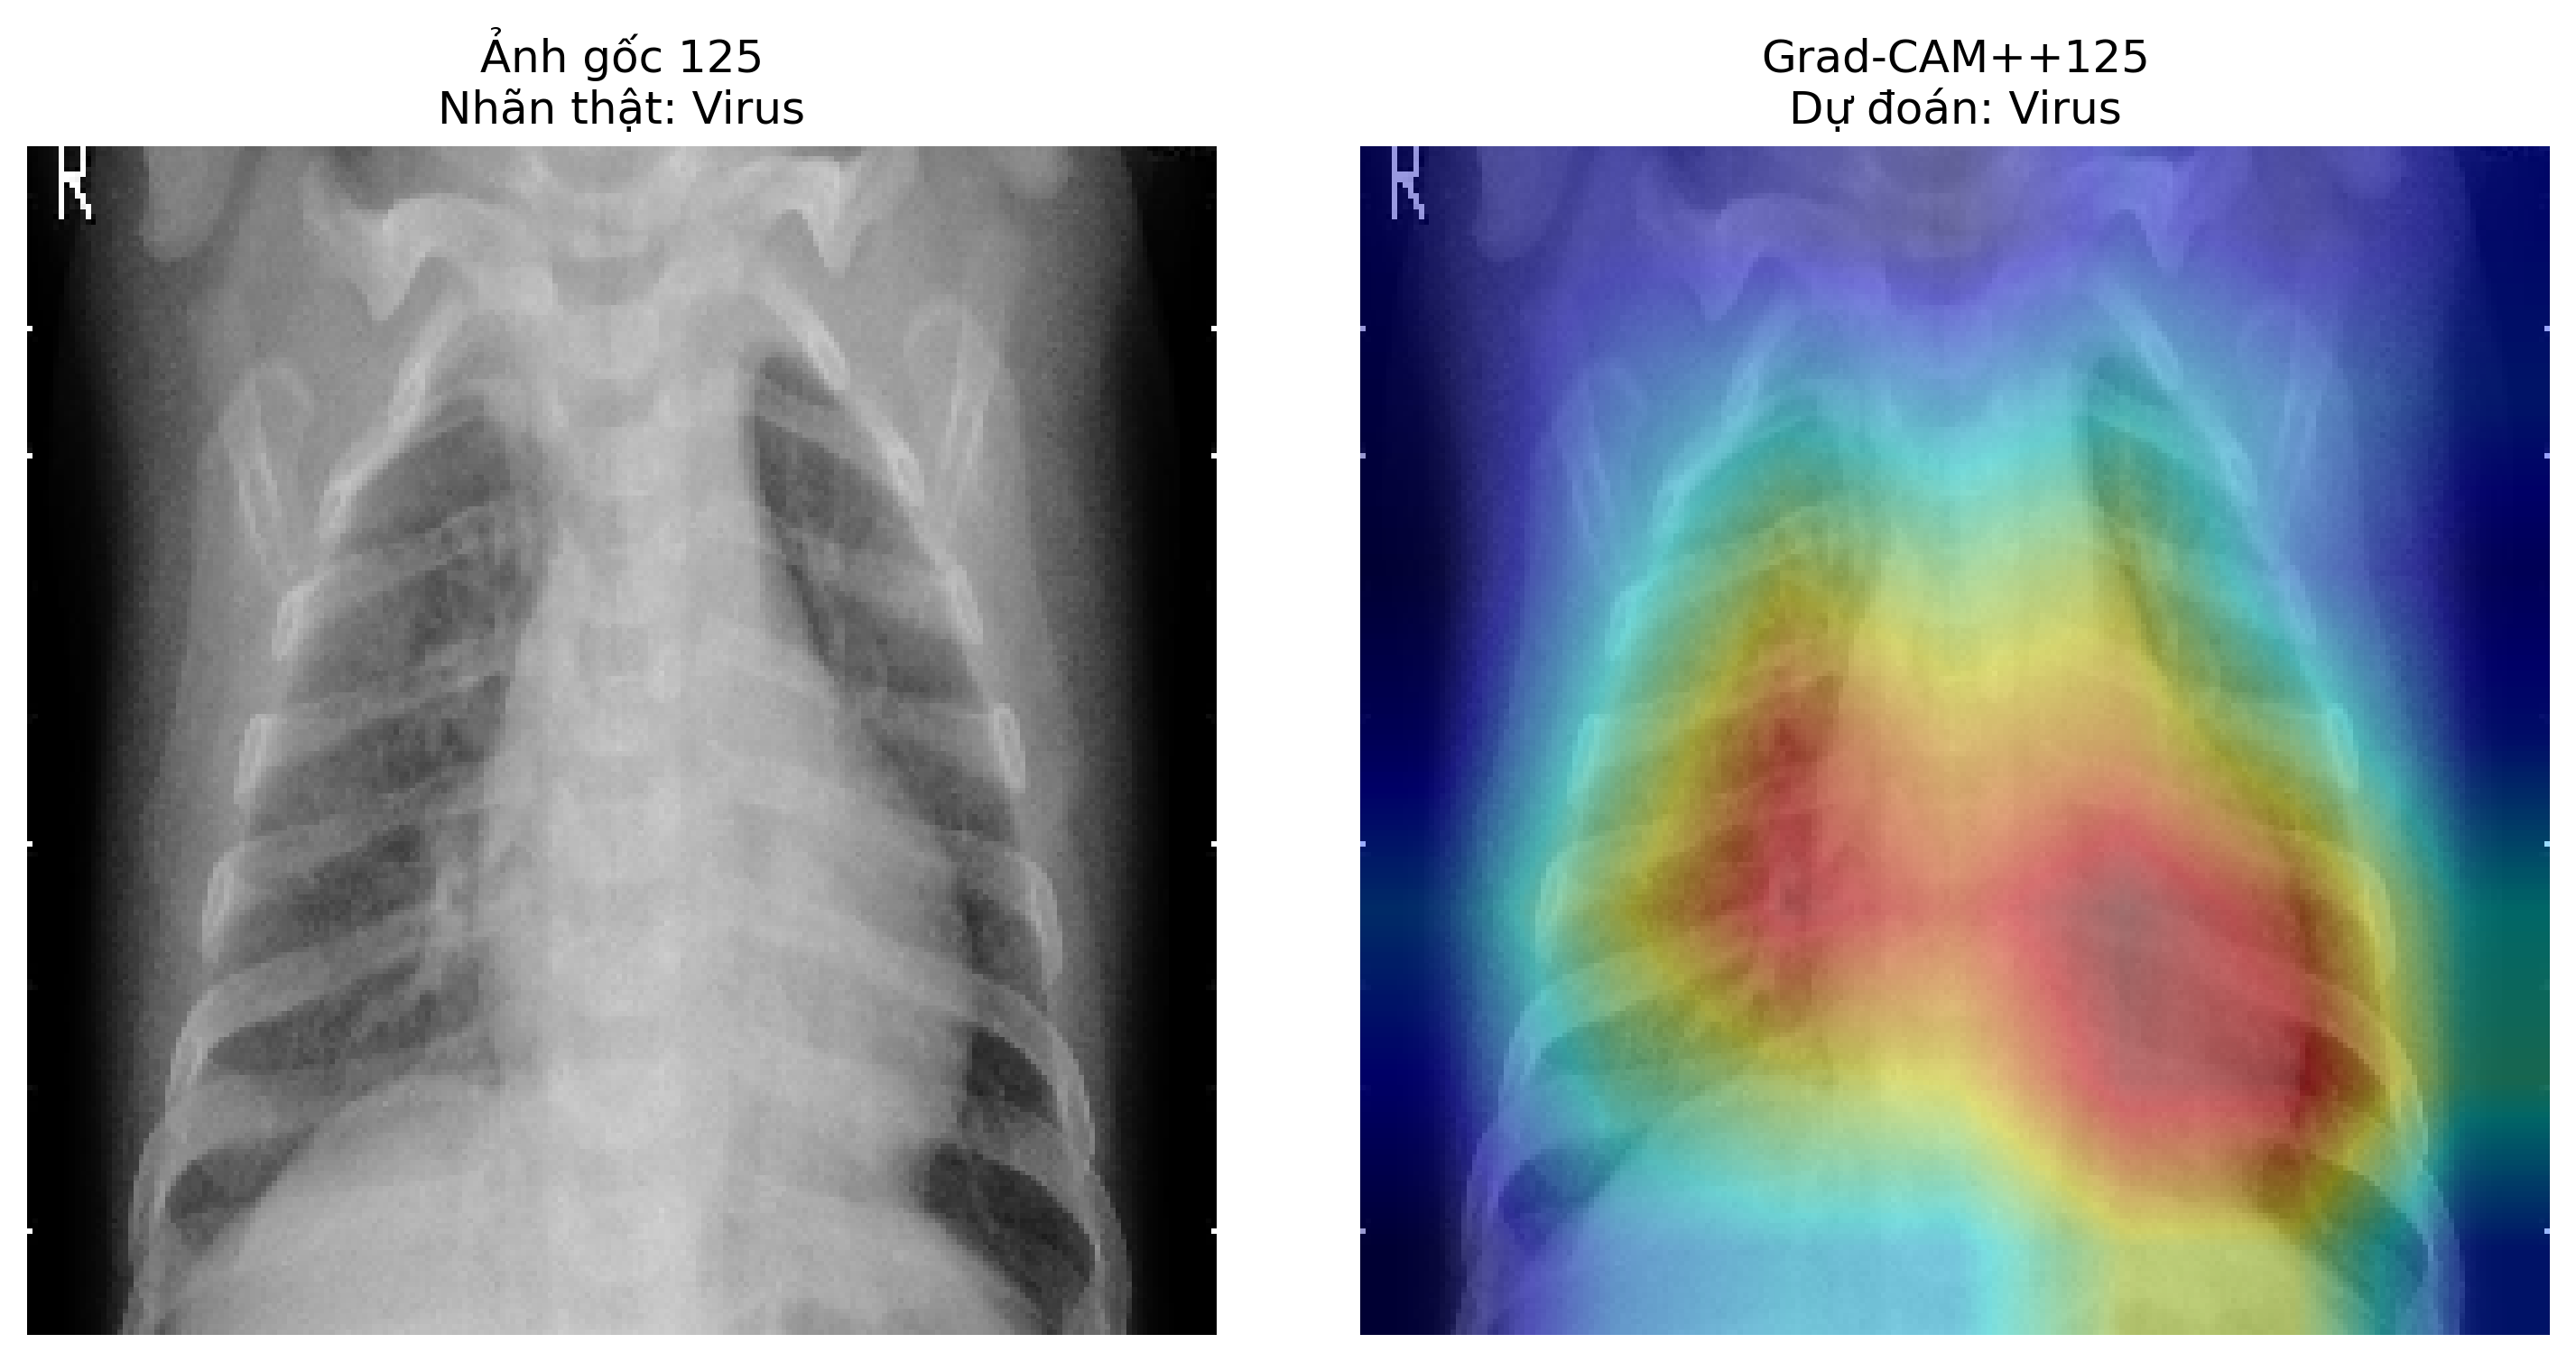 Ảnh gốc 125
Nhãn thật: Virus
Grad-CAM++125
Dự đoán: Virus
R
R